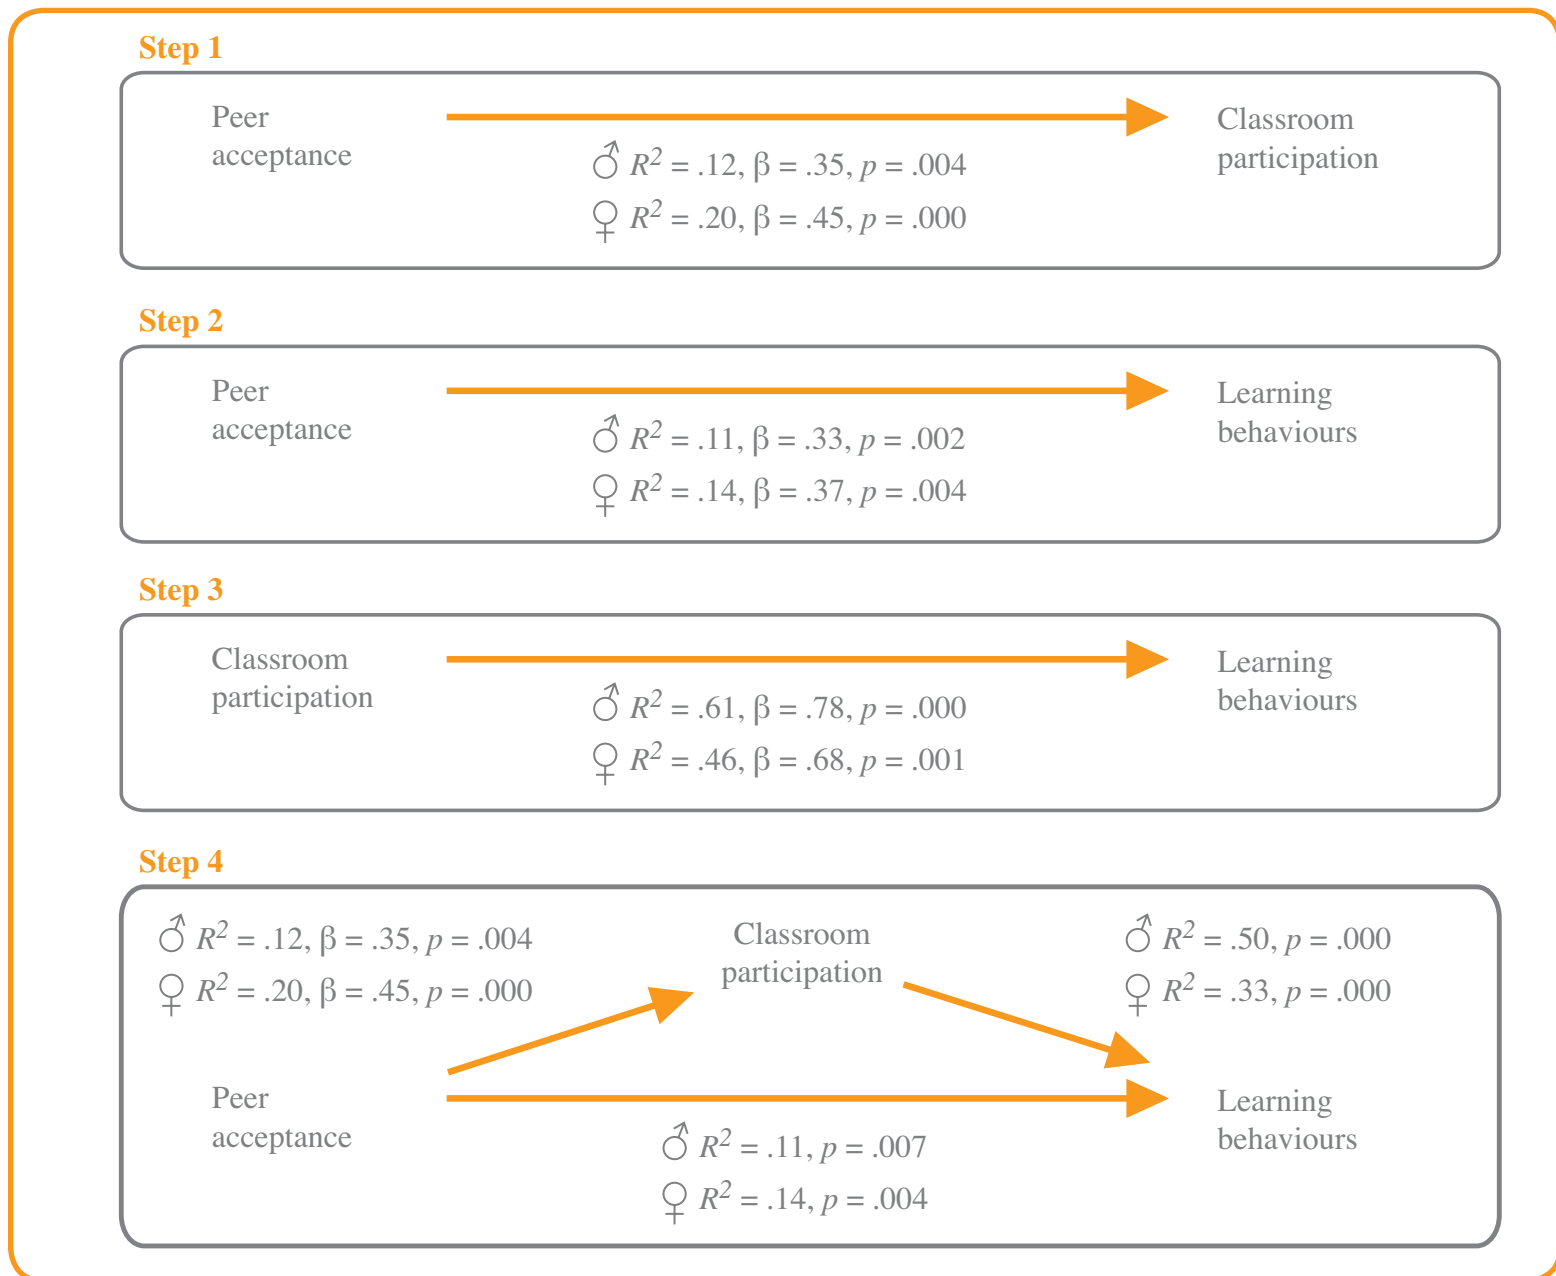 Step 1
Peer
acceptance
Classroom
participation
♂ R² = .12, β = .35, p = .004
♀ R² = .20, β = .45, p = .000
Step 2
Peer
acceptance
Learning
behaviours
♂ R² = .11, β = .33, p = .002
♀ R² = .14, β = .37, p = .004
Step 3
Classroom
participation
Learning
behaviours
♂ R² = .61, β = .78, p = .000
♀ R² = .46, β = .68, p = .001
Step 4
♂ R² = .12, β = .35, p = .004
♀ R² = .20, β = .45, p = .000
Classroom
participation
♂ R² = .50, p = .000
♀ R² = .33, p = .000
Peer
acceptance
Learning
behaviours
♂ R² = .11, p = .007
♀ R² = .14, p = .004